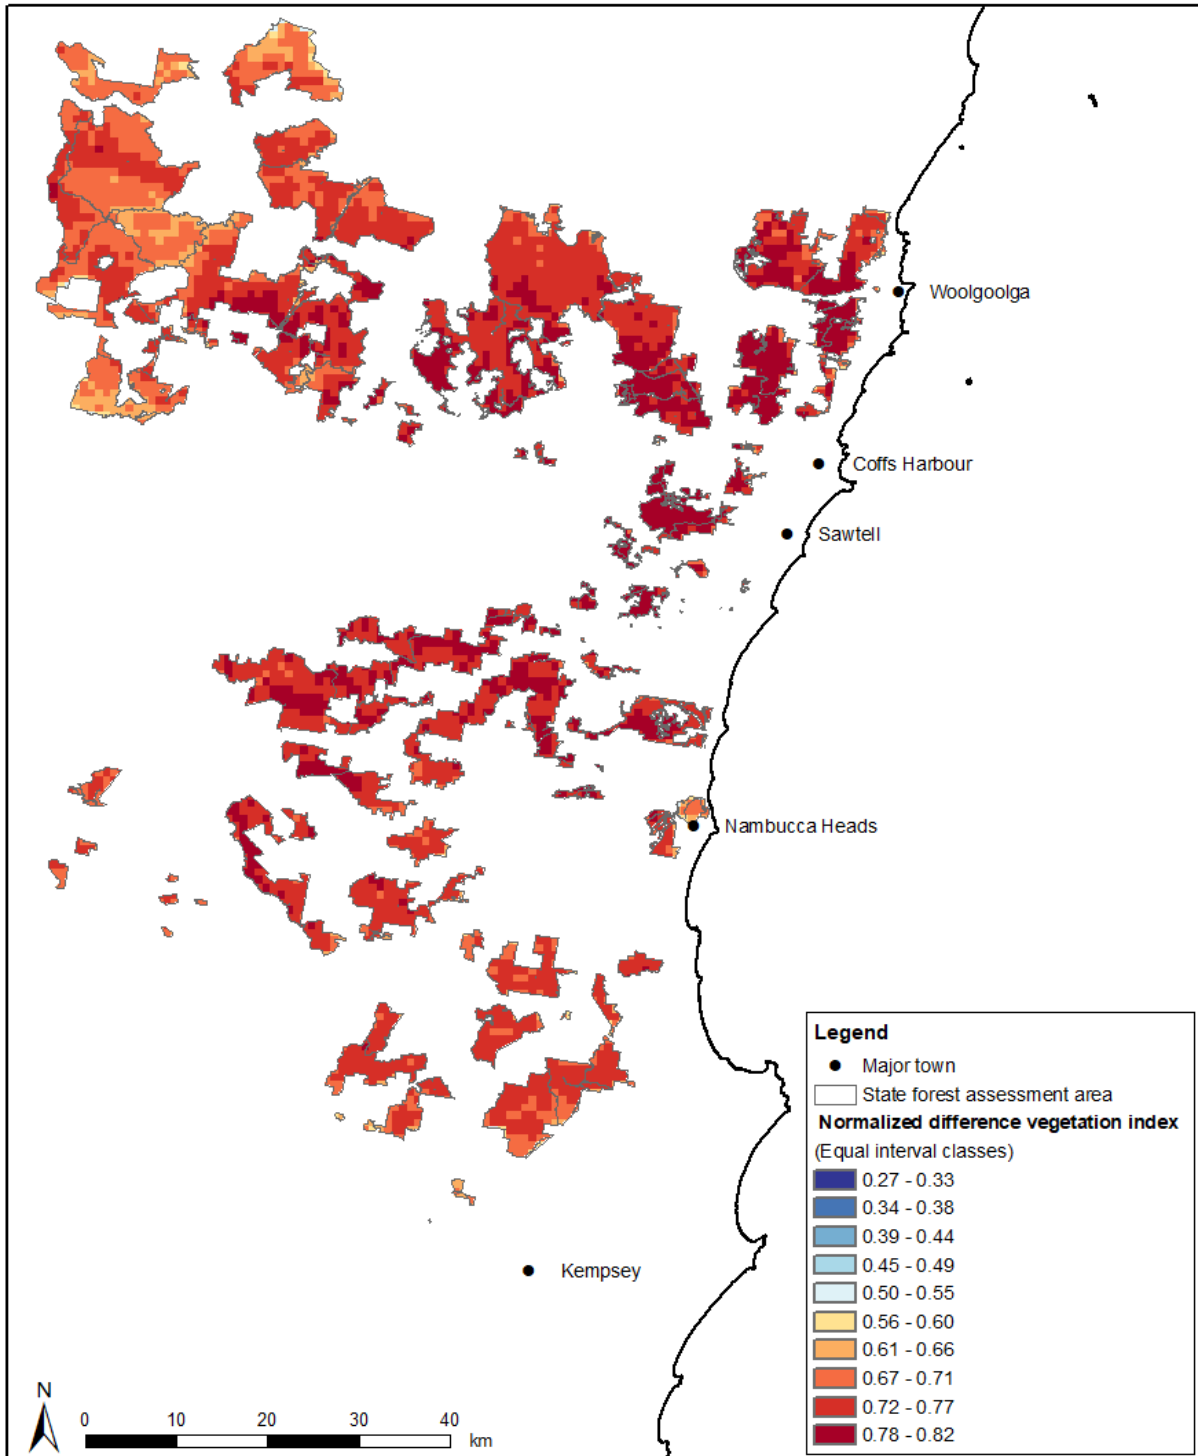 Woolgoolga
Coffs Harbour
Sawtell
Nambucca Heads
Kempsey
Legend
Major town
State forest assessment area
Normalized difference vegetation index
(Equal interval classes)
0.27 - 0.33
0.34 - 0.38
0.39 - 0.44
0.45 - 0.49
0.50 - 0.55
0.56 - 0.60
0.61 - 0.66
0.67 - 0.71
0.72 - 0.77
0.78 - 0.82
N
0 10 20 30 40
km